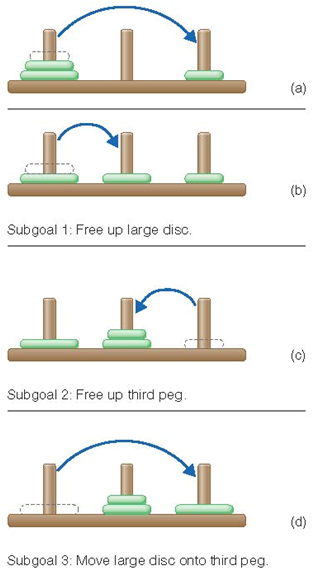 (a)
(b)
Subgoal 1: Free up large disc.
(c)
Subgoal 2: Free up third peg.
(d)
Subgoal 3: Move large disc onto third peg.